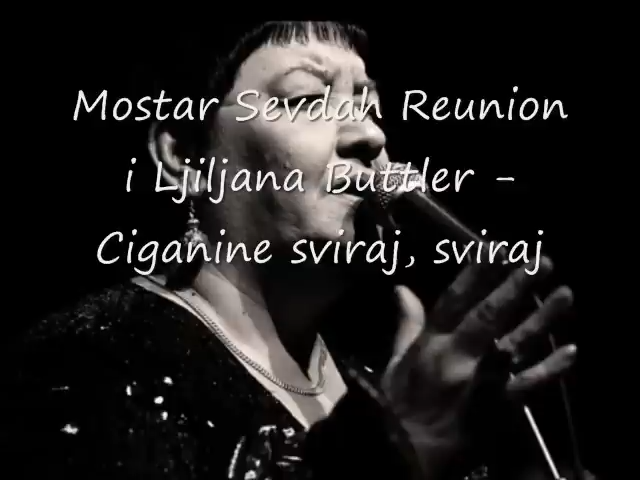 Mostar Sevdah Reunion
i Ljiljana Buttler -
Ciganine sviraj, sviraj